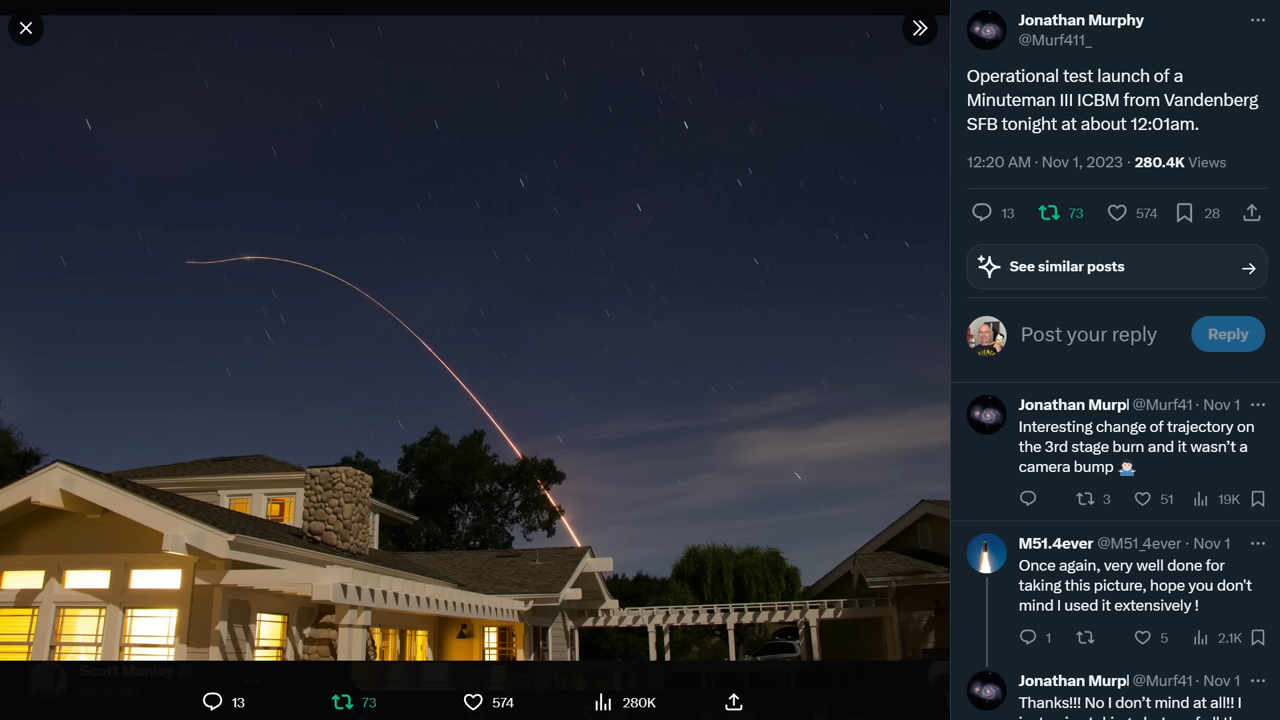 Jonathan Murphy
@Murf411_
Operational test launch of a
Minuteman III ICBM from Vandenberg
SFB tonight at about 12:01am.
12:20 AM · Nov 1, 2023 · 280.4K Views
13 73 574 28
See similar posts
Post your reply
Reply
Jonathan Murpl @Murf41 · Nov 1
Interesting change of trajectory on
the 3rd stage burn and it wasn't a
camera bump
3 51 19K
M51.4ever @M51_4ever · Nov 1
Once again, very well done for
taking this picture, hope you don't
mind I used it extensively !
1 5 2.1K
Jonathan Murpl @Murf41 · Nov 1
Thanks!!! No I don't mind at all!! I
Scott Manley
13 73 574 280K